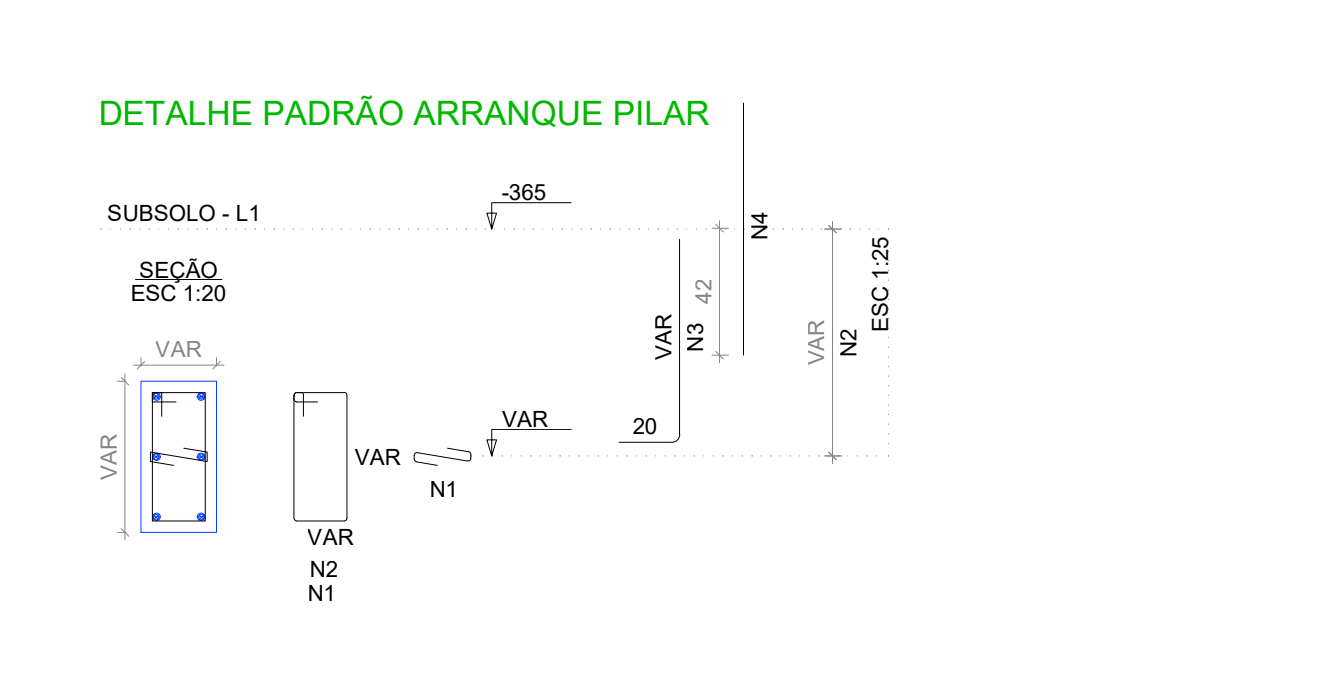 DETALHE PADRÃO ARRANQUE PILAR
-365
SUBSOLO - L1
N4
SEÇÃO
ESC 1:20
42
VAR
N3
VAR
N2
ESC 1:25
VAR
VAR
VAR
20
VAR
N1
VAR
N2
N1